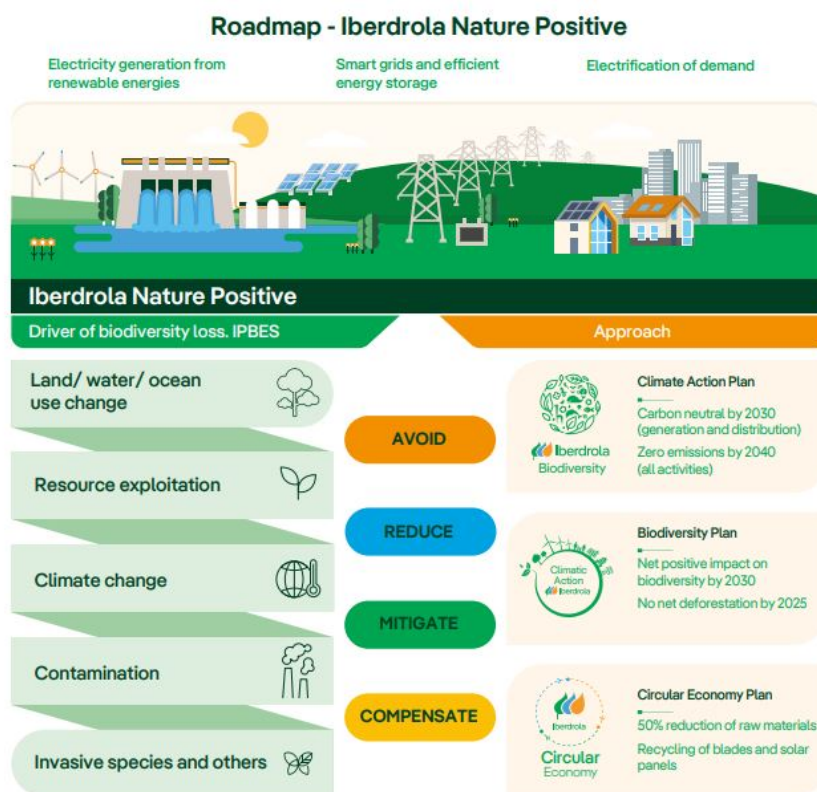 Roadmap - Iberdrola Nature Positive
Electricity generation from
renewable energies
Smart grids and efficient
energy storage
Electrification of demand
Iberdrola Nature Positive
Driver of biodiversity loss. IPBES
Approach
Land/ water/ ocean
use change
Resource exploitation
Climate change
Contamination
Invasive species and others
AVOID
REDUCE
MITIGATE
COMPENSATE
Iberdrola
Biodiversity
Climate Action Plan
Carbon neutral by 2030
(generation and distribution)
Zero emissions by 2040
(all activities)
Climatic
Action
Iberdrola
Biodiversity Plan
Net positive impact on
biodiversity by 2030
No net deforestation by 2025
Iberdrola
Circular
Economy
Circular Economy Plan
50% reduction of raw materials
Recycling of blades and solar
panels